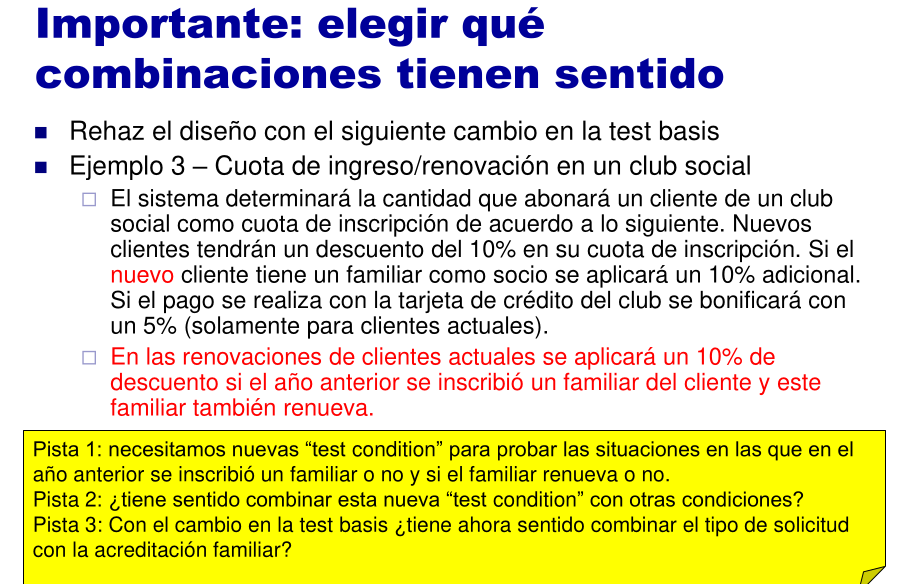 Importante: elegir qué
combinaciones tienen sentido
Rehaz el diseño con el siguiente cambio en la test basis
Ejemplo 3 – Cuota de ingreso/renovación en un club social
El sistema determinará la cantidad que abonará un cliente de un club
social como cuota de inscripción de acuerdo a lo siguiente. Nuevos
clientes tendrán un descuento del 10% en su cuota de inscripción. Si el
nuevo cliente tiene un familiar como socio se aplicará un 10% adicional.
Si el pago se realiza con la tarjeta de crédito del club se bonificará con
un 5% (solamente para clientes actuales).
En las renovaciones de clientes actuales se aplicará un 10% de
descuento si el año anterior se inscribió un familiar del cliente y este
familiar también renueva.
Pista 1: necesitamos nuevas “test condition” para probar las situaciones en las que en el
año anterior se inscribió un familiar o no y si el familiar renueva o no.
Pista 2: ¿tiene sentido combinar esta nueva “test condition” con otras condiciones?
Pista 3: Con el cambio en la test basis ¿tiene ahora sentido combinar el tipo de solicitud
con la acreditación familiar?